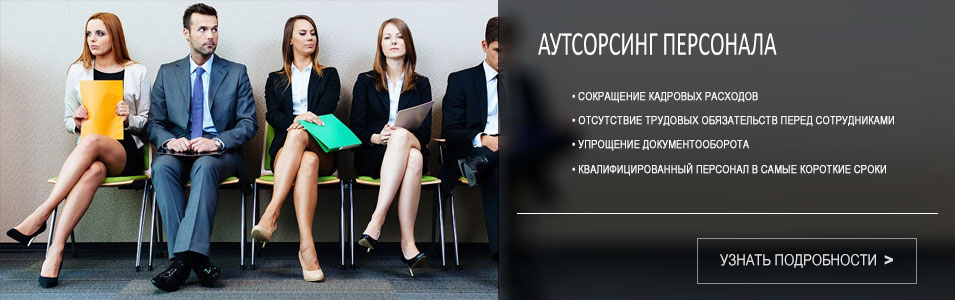 АУТСОРСИНГ ПЕРСОНАЛА
• СОКРАЩЕНИЕ КАДРОВЫХ РАСХОДОВ
• ОТСУТСТВИЕ ТРУДОВЫХ ОБЯЗАТЕЛЬСТВ ПЕРЕД СОТРУДНИКАМИ
• УПРОЩЕНИЕ ДОКУМЕНТООБОРОТА
• КВАЛИФИЦИРОВАННЫЙ ПЕРСОНАЛ В САМЫЕ КОРОТКИЕ СРОКИ
УЗНАТЬ ПОДРОБНОСТИ >